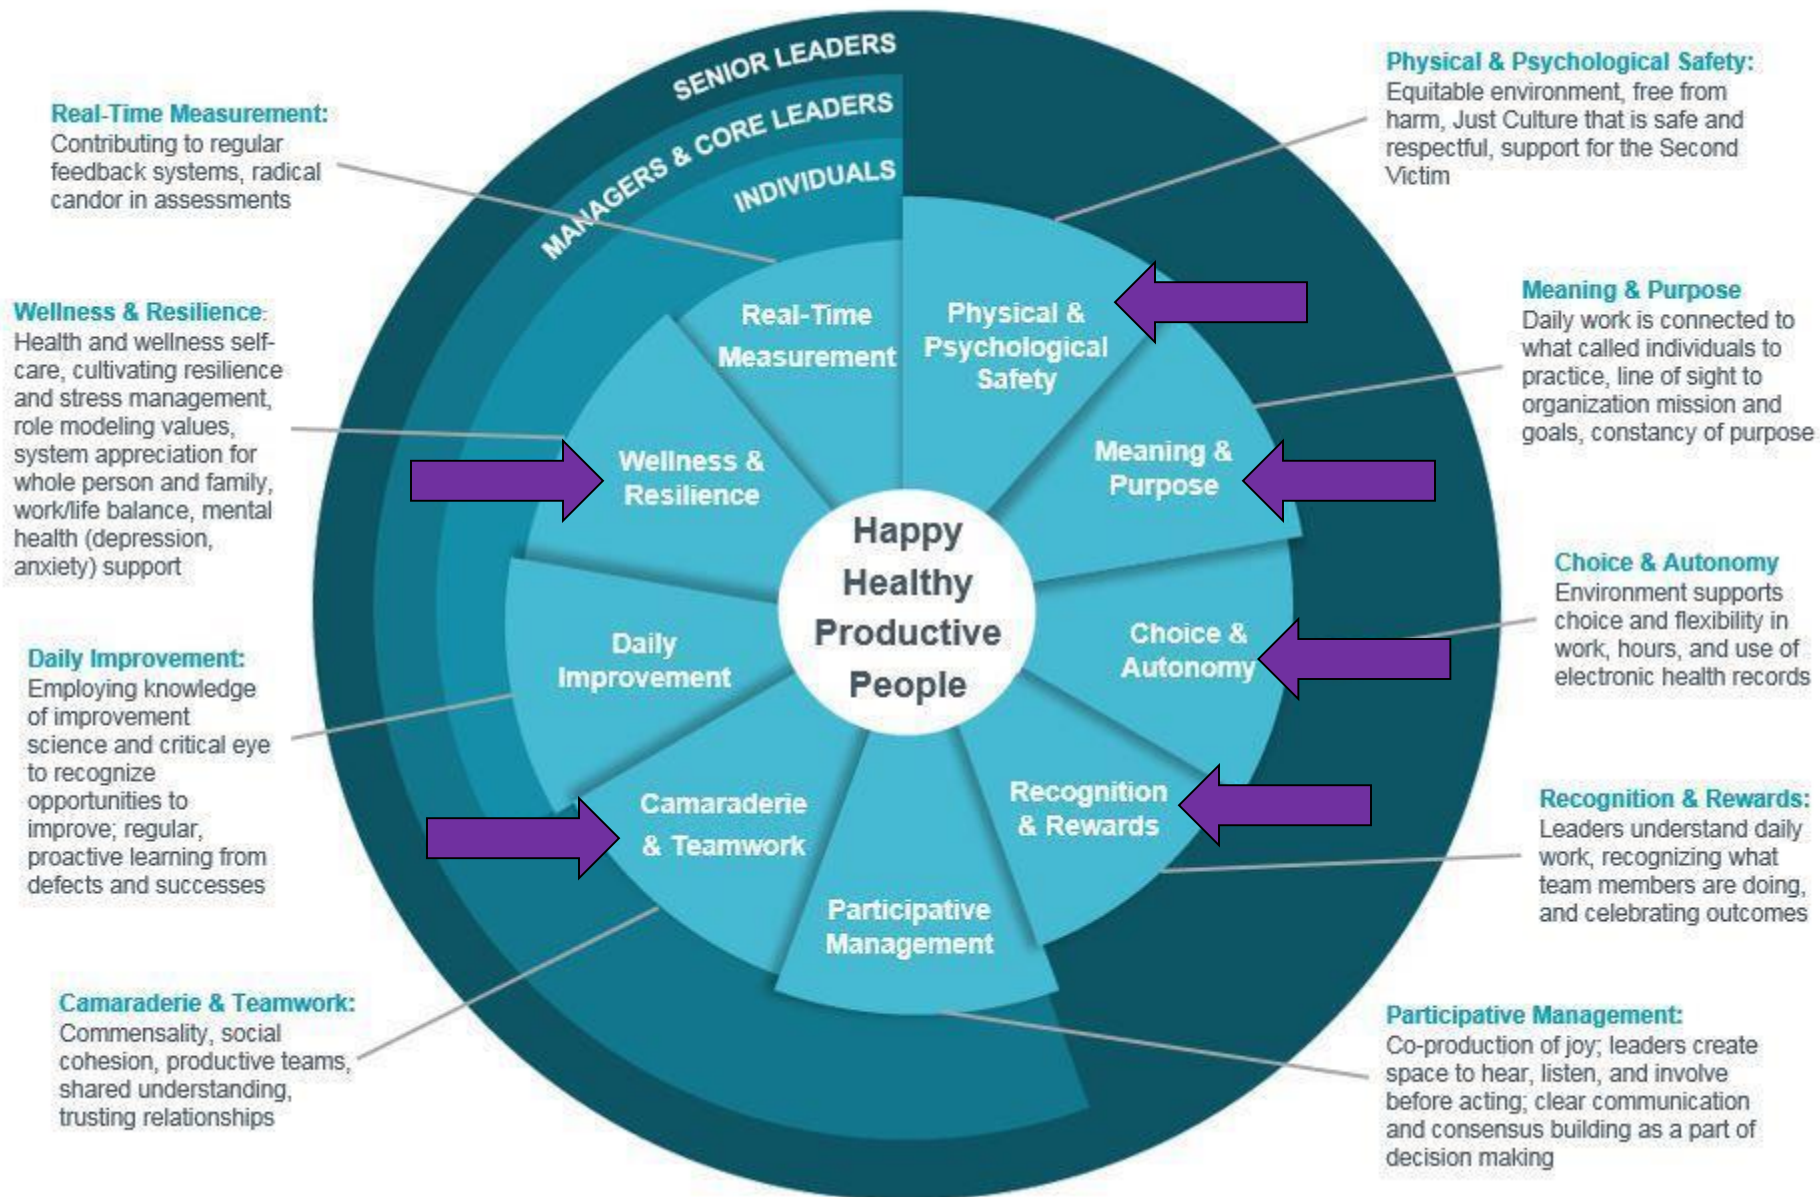 SENIOR LEADERS
MANAGERS & CORE LEADERS
INDIVIDUALS
Real-Time Measurement:
Contributing to regular
feedback systems, radical
candor in assessments
Wellness & Resilience:
Health and wellness self-
care, cultivating resilience
and stress management,
role modeling values,
system appreciation for
whole person and family,
work/life balance, mental
health (depression,
anxiety) support
Daily Improvement:
Employing knowledge
of improvement
science and critical eye
to recognize
opportunities to
improve; regular,
proactive learning from
defects and successes
Camaraderie & Teamwork:
Commensality, social
cohesion, productive teams,
shared understanding,
trusting relationships
Real-Time
Measurement
Physical &
Psychological
Safety
Wellness &
Resilience
Meaning &
Purpose
Happy
Healthy
Productive
People
Daily
Improvement
Choice &
Autonomy
Camaraderie
& Teamwork
Recognition
& Rewards
Participative
Management
Physical & Psychological Safety:
Equitable environment, free from
harm, Just Culture that is safe and
respectful, support for the Second
Victim
Meaning & Purpose
Daily work is connected to
what called individuals to
practice, line of sight to
organization mission and
goals, constancy of purpose
Choice & Autonomy
Environment supports
choice and flexibility in
work, hours, and use of
electronic health records
Recognition & Rewards:
Leaders understand daily
work, recognizing what
team members are doing,
and celebrating outcomes
Participative Management:
Co-production of joy; leaders create
space to hear, listen, and involve
before acting; clear communication
and consensus building as a part of
decision making